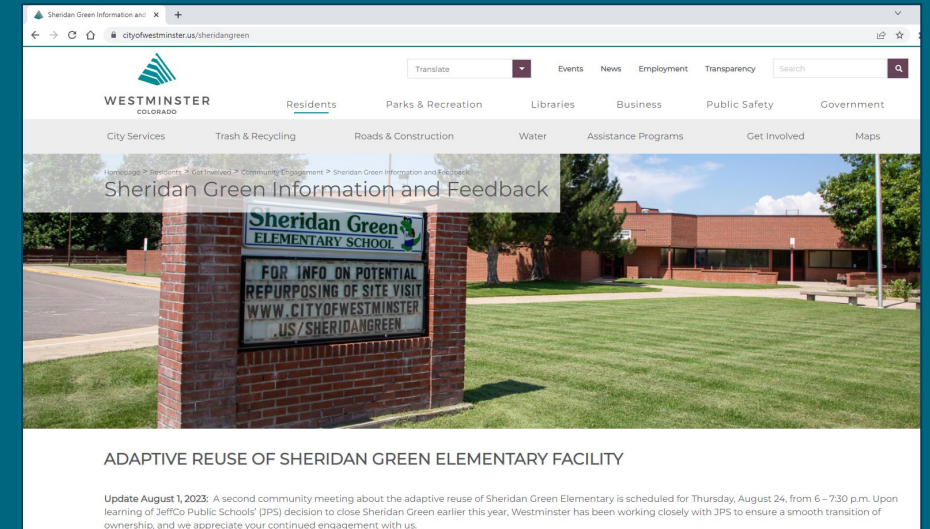 Sheridan Green Information and
cityofwestminster.us/sheridangreen
Translate
Events News Employment Transparency Search
WESTMINSTER
COLORADO
Residents Parks & Recreation Libraries Business Public Safety Government
City Services Trash & Recycling Roads & Construction Water Assistance Programs Get Involved Maps
Homepage > Residents > Get Involved > Community Engagement > Sheridan Green Information and Feedback
Sheridan Green Information and Feedback
Sheridan Green
ELEMENTARY SCHOOL
FOR INFO ON POTENTIAL
REPURPOSING OF SITE VISIT
WWW.CITYOFWESTMINSTER
.US/SHERIDANGREEN
ADAPTIVE REUSE OF SHERIDAN GREEN ELEMENTARY FACILITY
Update August 1, 2023: A second community meeting about the adaptive reuse of Sheridan Green Elementary is scheduled for Thursday, August 24, from 6 – 7:30 p.m. Upon
learning of JeffCo Public Schools' (JPS) decision to close Sheridan Green earlier this year, Westminster has been working closely with JPS to ensure a smooth transition of
ownership, and we appreciate your continued engagement with us.